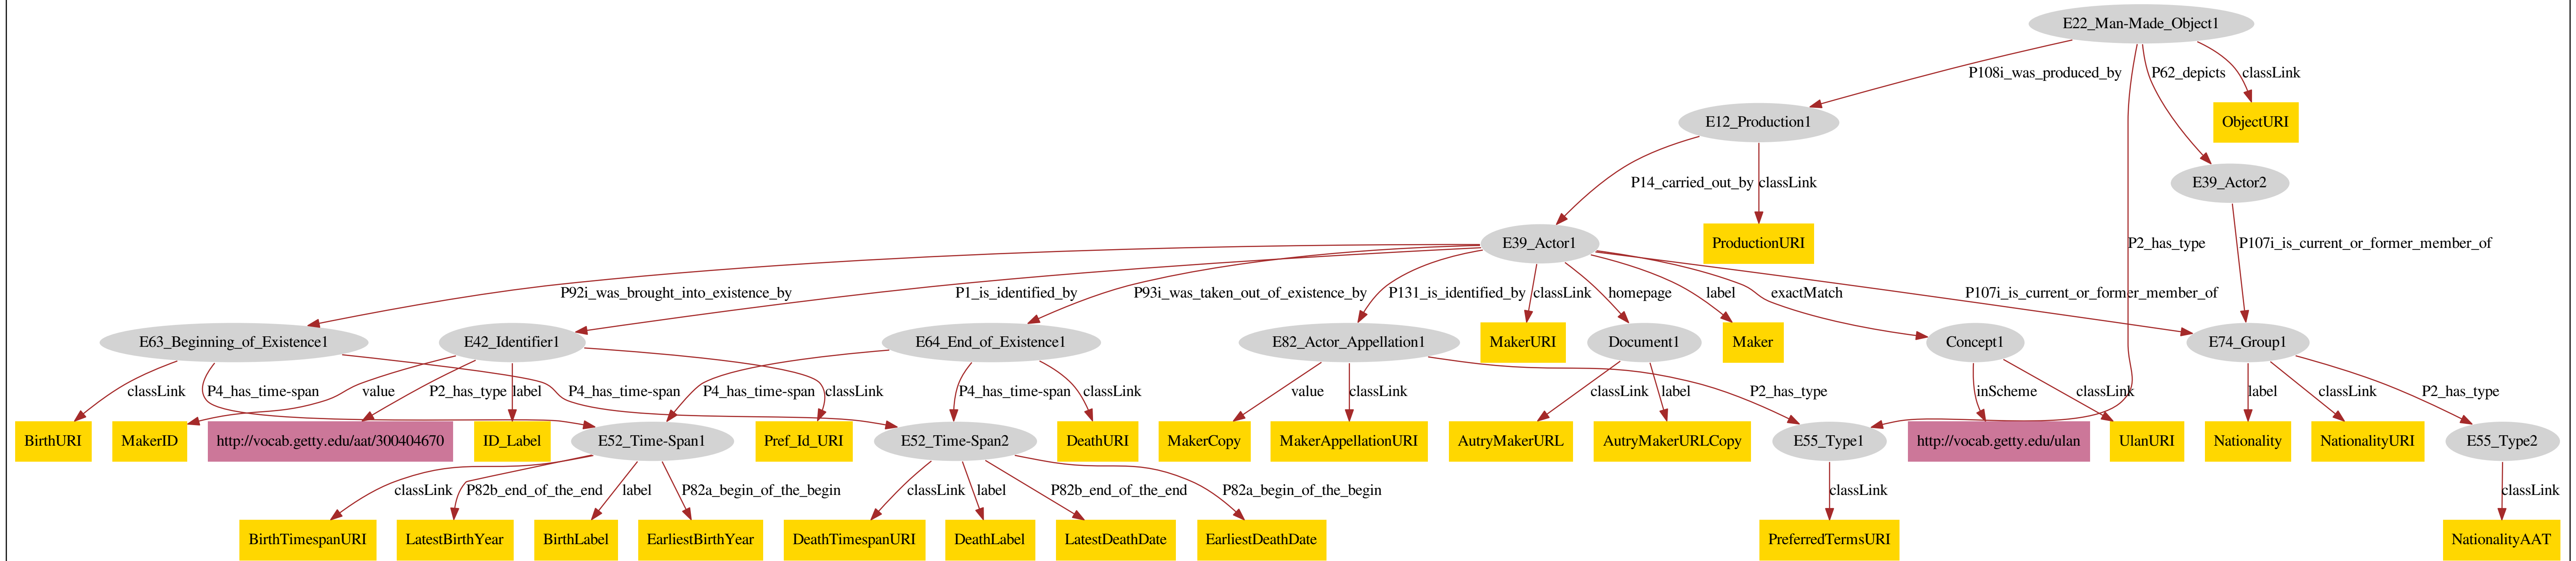 E22_Man-Made_Object1
P108i_was_produced_by
P62_depicts
classLink
E12_Production1
ObjectURI
P14_carried_out_by
classLink
E39_Actor2
E39_Actor1
ProductionURI
P2_has_type
P107i_is_current_or_former_member_of
P92i_was_brought_into_existence_by
P1_is_identified_by
P93i_was_taken_out_of_existence_by
P131_is_identified_by
classLink
homepage
label
exactMatch
P107i_is_current_or_former_member_of
E63_Beginning_of_Existence1
E42_Identifier1
E64_End_of_Existence1
E82_Actor_Appellation1
MakerURI
Document1
Maker
Concept1
E74_Group1
classLink
P4_has_time-span
value
P2_has_type
label
P4_has_time-span
P4_has_time-span
classLink
P4_has_time-span
classLink
value
classLink
P2_has_type
classLink
label
inScheme
classLink
label
classLink
P2_has_type
BirthURI
MakerID
http://vocab.getty.edu/aat/300404670
ID_Label
E52_Time-Span1
Pref_Id_URI
E52_Time-Span2
DeathURI
MakerCopy
MakerAppellationURI
AutryMakerURL
AutryMakerURLCopy
E55_Type1
http://vocab.getty.edu/ulan
UlanURI
Nationality
NationalityURI
E55_Type2
classLink
P82b_end_of_the_end
label
P82a_begin_of_the_begin
classLink
label
P82b_end_of_the_end
P82a_begin_of_the_begin
classLink
classLink
BirthTimespanURI
LatestBirthYear
BirthLabel
EarliestBirthYear
DeathTimespanURI
DeathLabel
LatestDeathDate
EarliestDeathDate
PreferredTermsURI
NationalityAAT